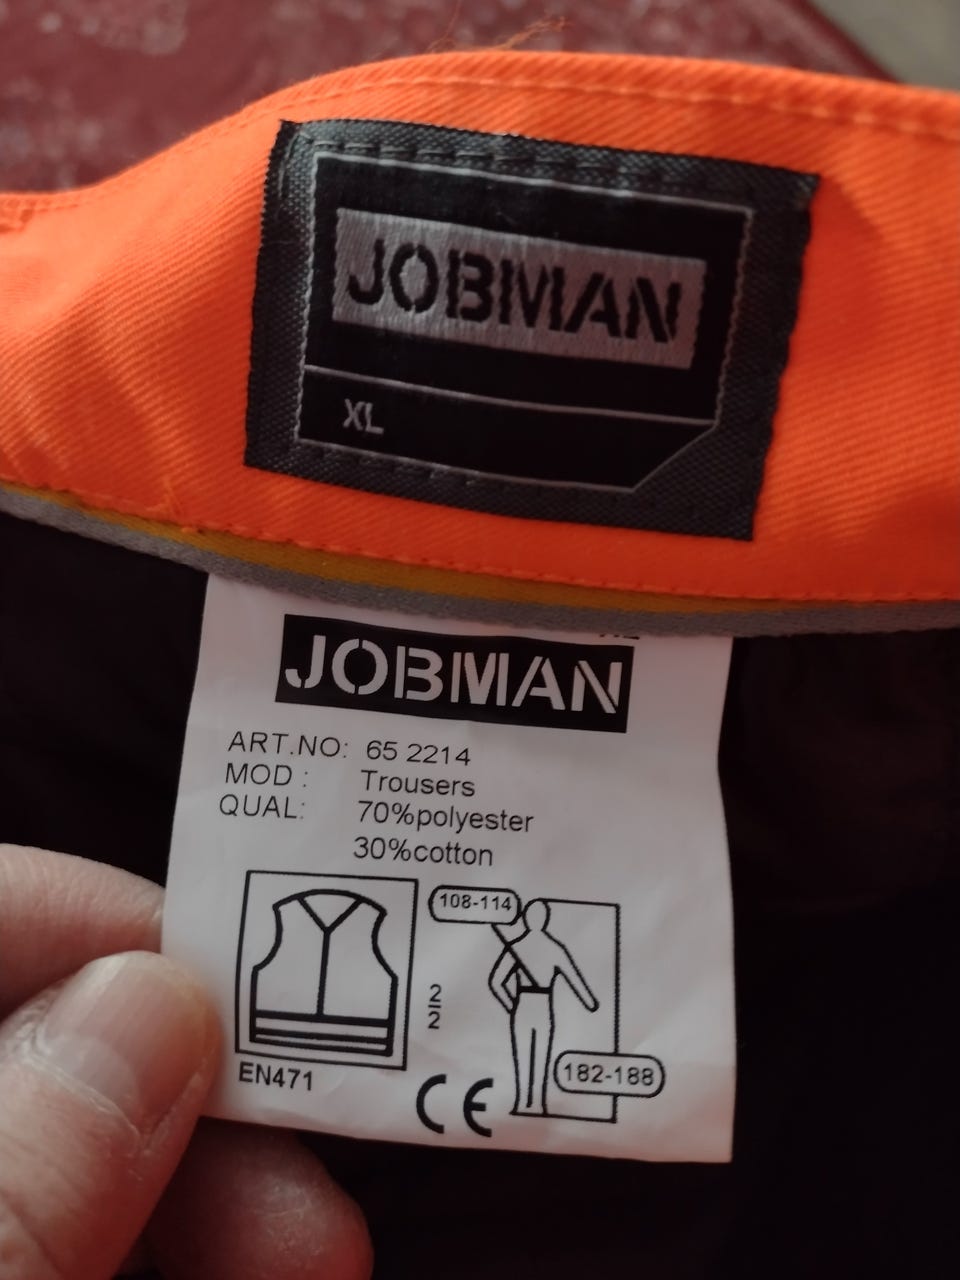 JOBMAN
XL
JOBMAN
ART.NO: 65 2214
MOD : Trousers
QUAL: 70%polyester
30%cotton
108-114
2
2
182-188
EN471
CE